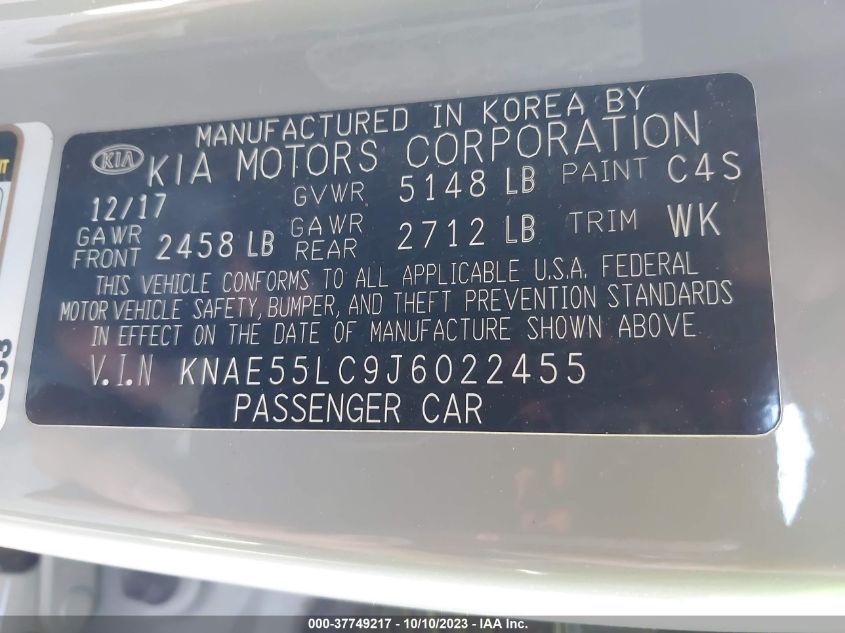 MANUFACTURED IN KOREA BY
KIA KIA MOTORS CORPORATION
12/17 GVWR 5148 LB PAINT C4S
GAWR FRONT 2458 LB GAWR REAR 2712 LB TRIM WK
THIS VEHICLE CONFORMS TO ALL APPLICABLE U.S.A. FEDERAL
MOTOR VEHICLE SAFETY, BUMPER, AND THEFT PREVENTION STANDARDS
IN EFFECT ON THE DATE OF MANUFACTURE SHOWN ABOVE
V.I.N KNAE55LC9J6022455
PASSENGER CAR
000-37749217 - 10/10/2023 - © IAA Inc.